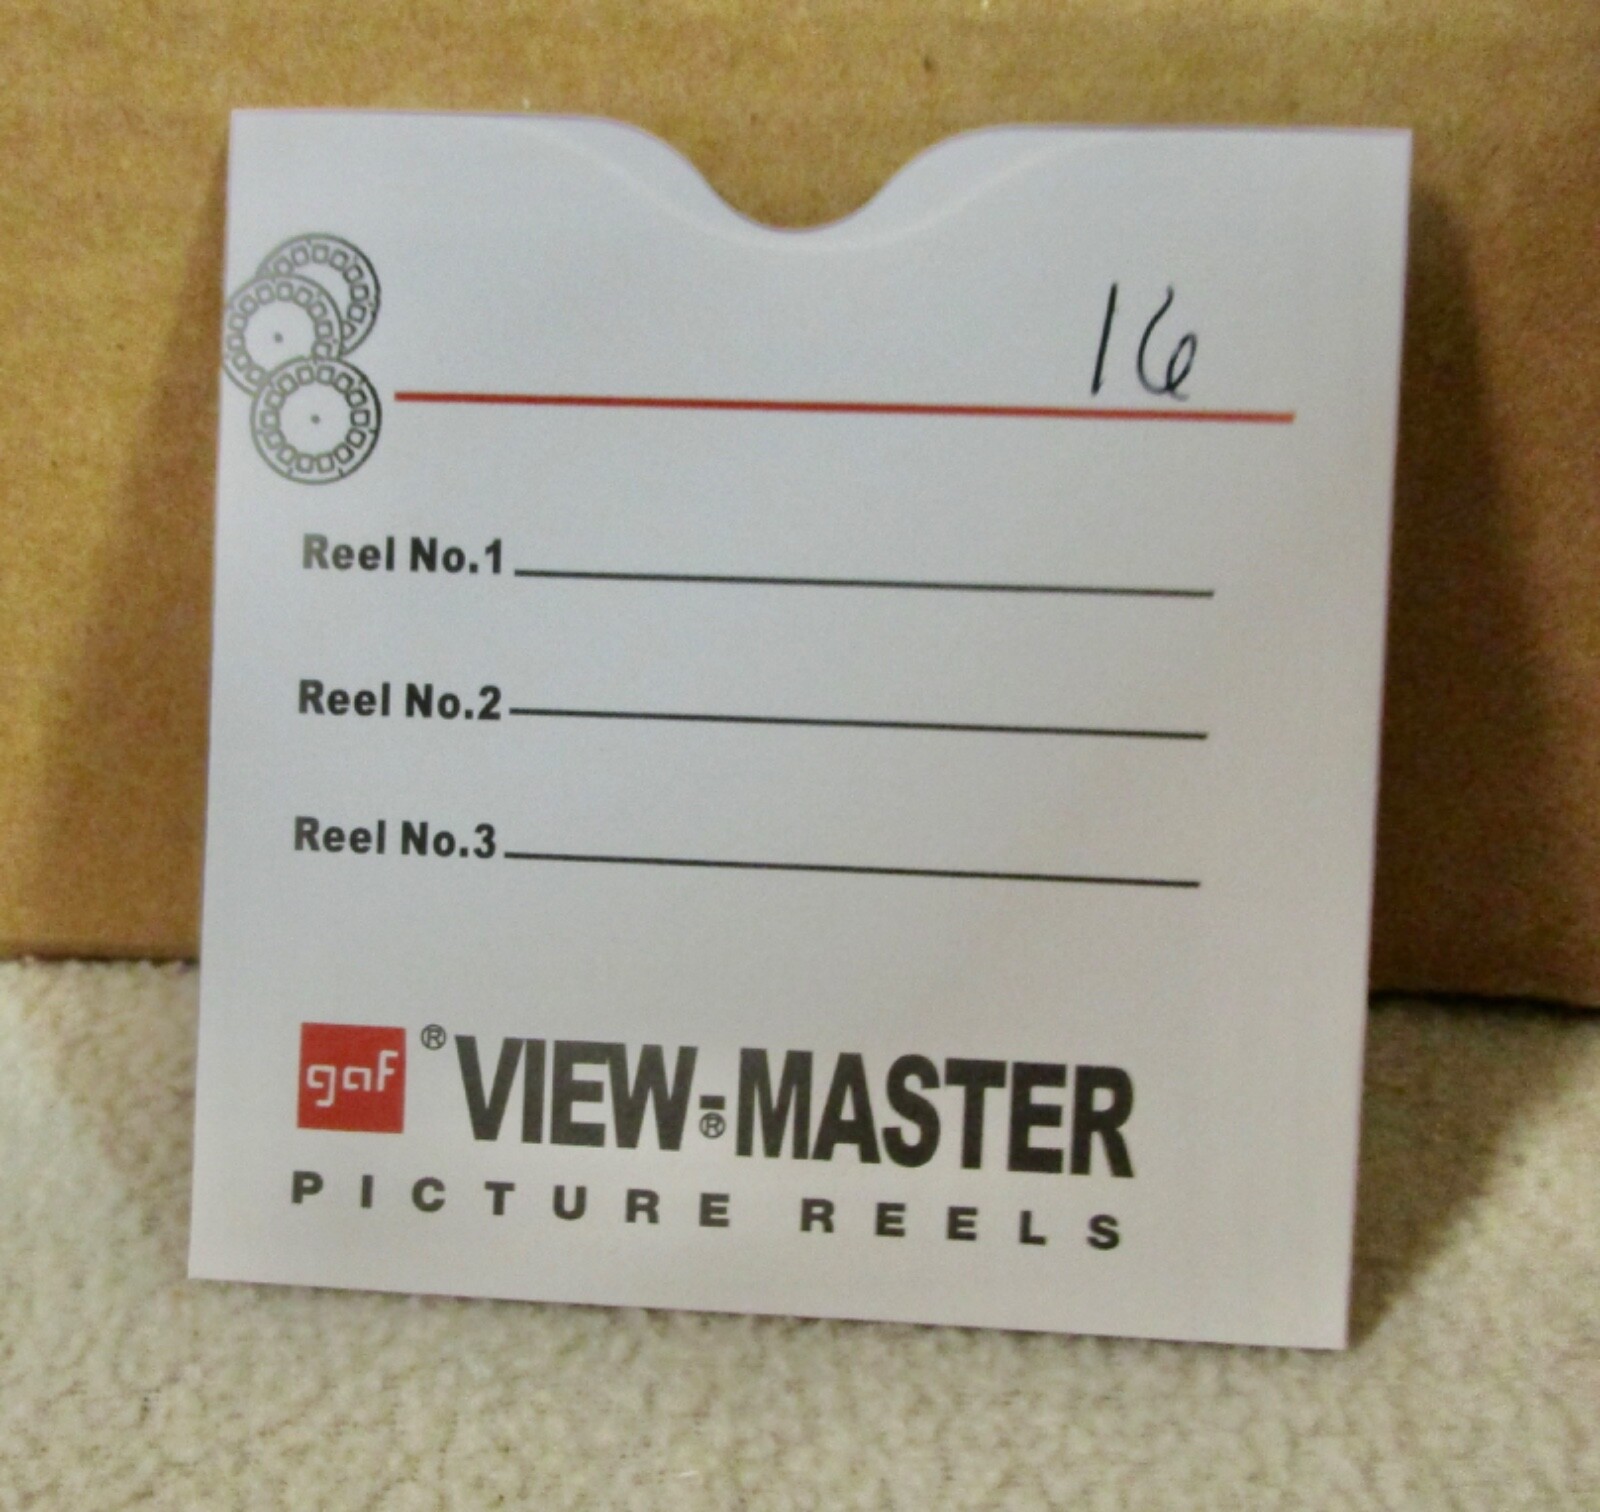 16
Reel No.1
Reel No.2
Reel No.3
gaf® VIEW-MASTER®
PICTURE REELS